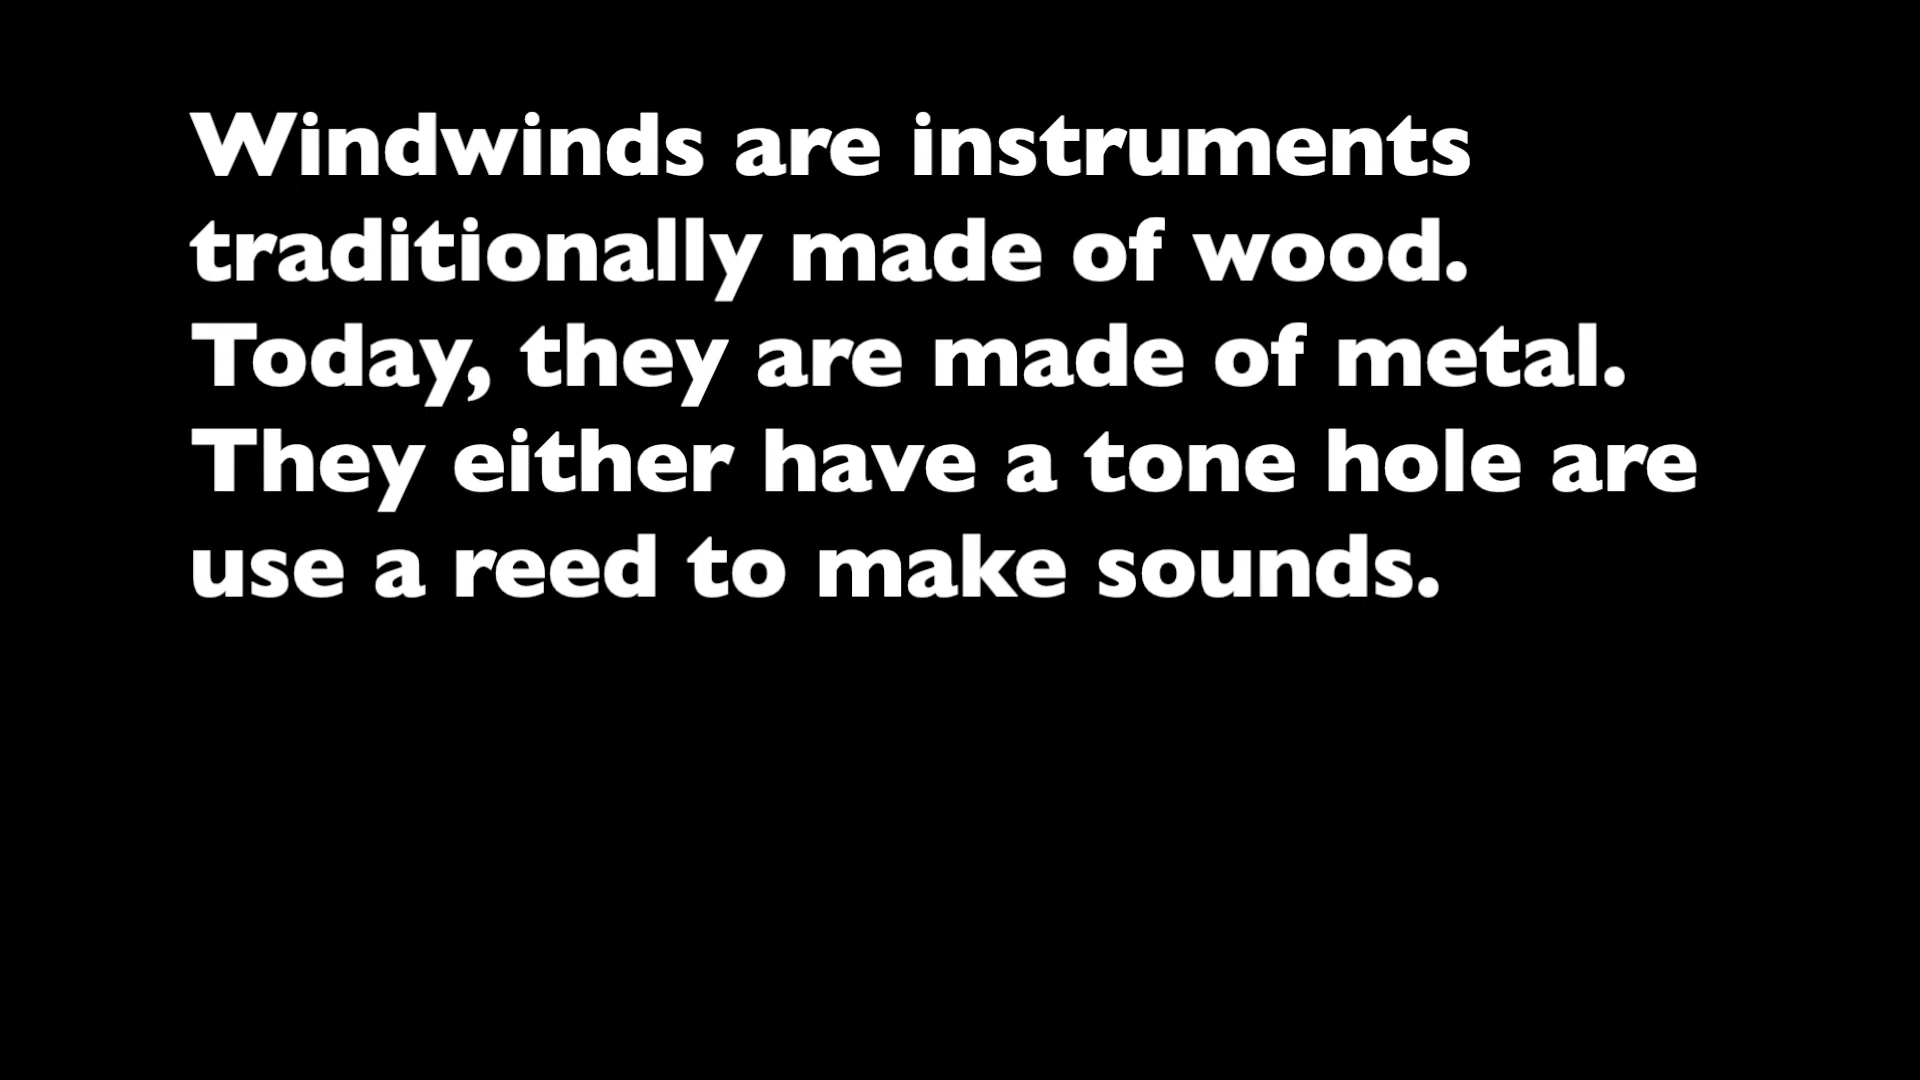 Windwinds are instruments
traditionally made of wood.
Today, they are made of metal.
They either have a tone hole are
use a reed to make sounds.